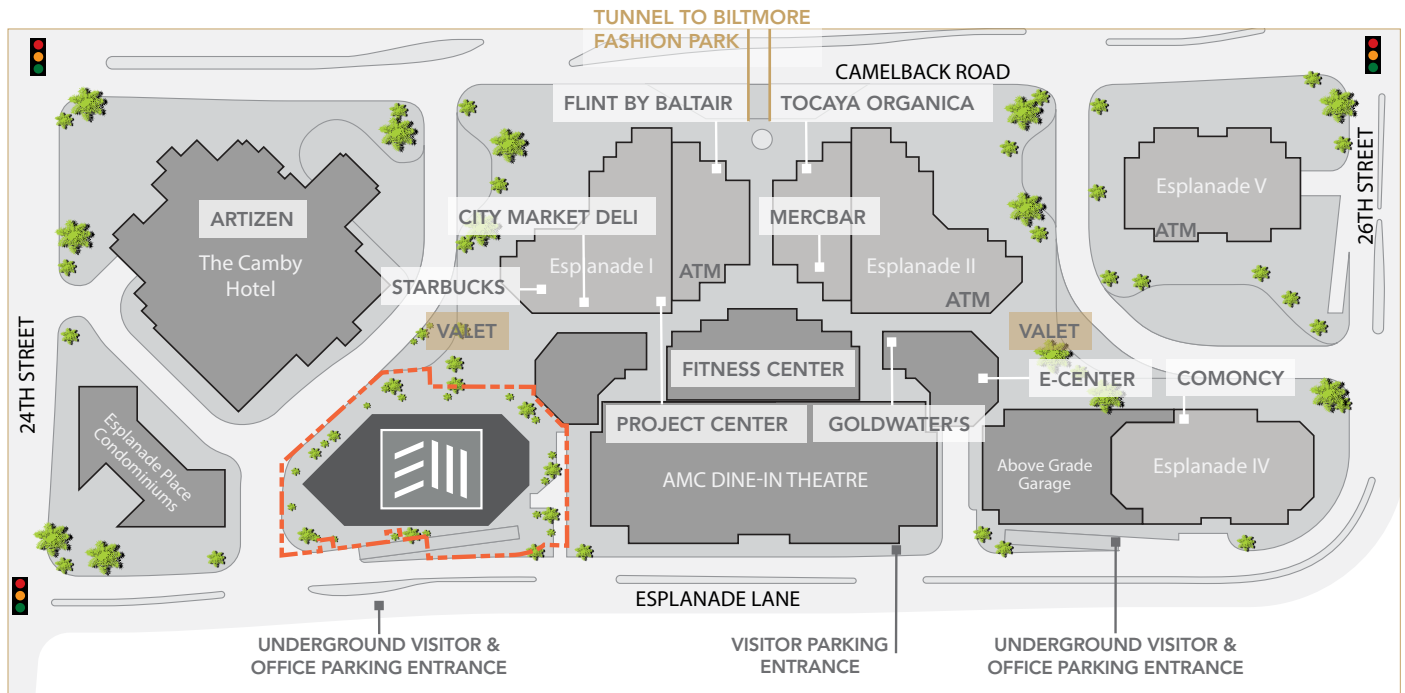 TUNNEL TO BILTMORE
FASHION PARK
CAMELBACK ROAD
FLINT BY BALTAIR
TOCAYA ORGANICA
26TH STREET
Esplanade V
ATM
ARTIZEN
The Camby
Hotel
CITY MARKET DELI
MERCBAR
Esplanade I
ATM
Esplanade II
ATM
STARBUCKS
VALET
VALET
24TH STREET
FITNESS CENTER
E-CENTER
COMONCY
PROJECT CENTER
GOLDWATER'S
Esplanade Place
Condominiums
AMC DINE-IN THEATRE
Above Grade
Garage
Esplanade IV
ESPLANADE LANE
UNDERGROUND VISITOR &
OFFICE PARKING ENTRANCE
VISITOR PARKING
ENTRANCE
UNDERGROUND VISITOR &
OFFICE PARKING ENTRANCE